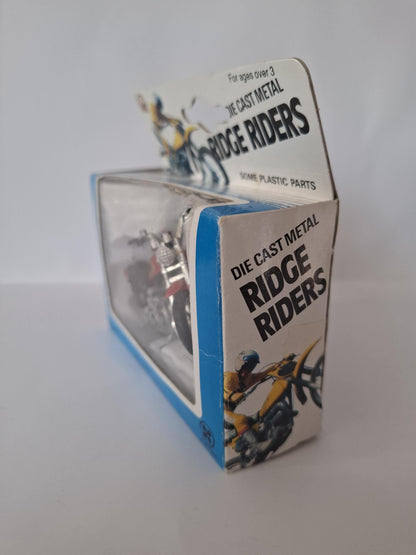 For ages over 3
DIE CAST METAL
RIDGE RIDERS
SOME PLASTIC PARTS
DIE CAST METAL
RIDGE
RIDERS